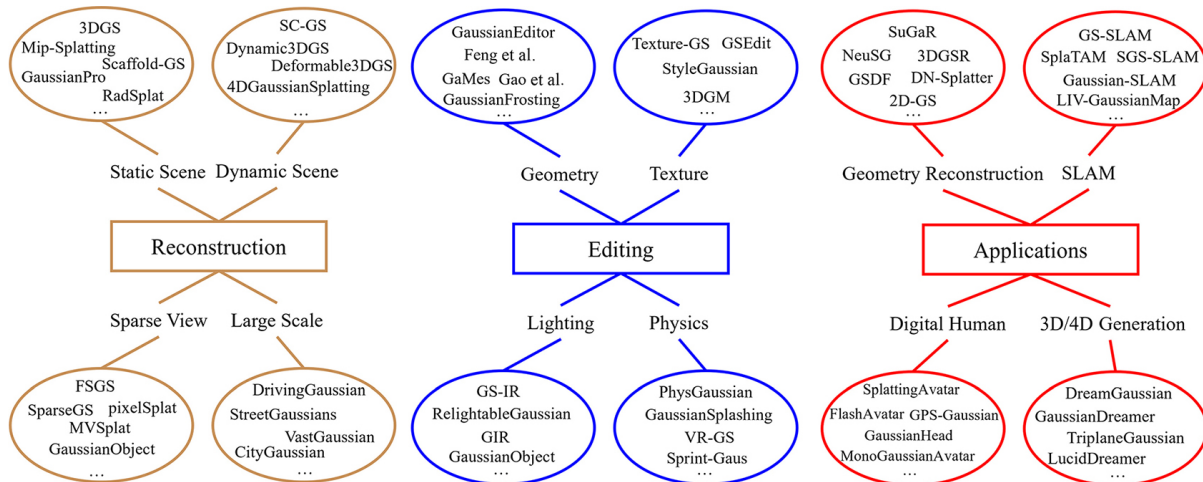 3DGS
Mip-Splatting
Scaffold-GS
GaussianPro
RadSplat
...
SC-GS
Dynamic3DGS
Deformable3DGS
4DGaussianSplatting
...
Static Scene
Dynamic Scene
Reconstruction
Sparse View
Large Scale
FSGS
SparseGS pixelSplat
MVSplat
GaussianObject
...
DrivingGaussian
StreetGaussians
VastGaussian
CityGaussian
...
GaussianEditor
Feng et al.
GaMes Gao et al.
GaussianFrosting
...
Texture-GS GSEdit
StyleGaussian
3DGM
...
Geometry
Texture
Editing
Lighting
Physics
GS-IR
RelightableGaussian
GIR
GaussianObject
...
PhysGaussian
GaussianSplashing
VR-GS
Sprint-Gaus
...
SuGaR
NeuSG 3DGSR
GSDF DN-Splatter
2D-GS
...
GS-SLAM
SplaTAM SGS-SLAM
Gaussian-SLAM
LIV-GaussianMap
...
Geometry Reconstruction
SLAM
Applications
Digital Human
3D/4D Generation
SplattingAvatar
FlashAvatar GPS-Gaussian
GaussianHead
MonoGaussianAvatar
...
DreamGaussian
GaussianDreamer
TriplaneGaussian
LucidDreamer
...